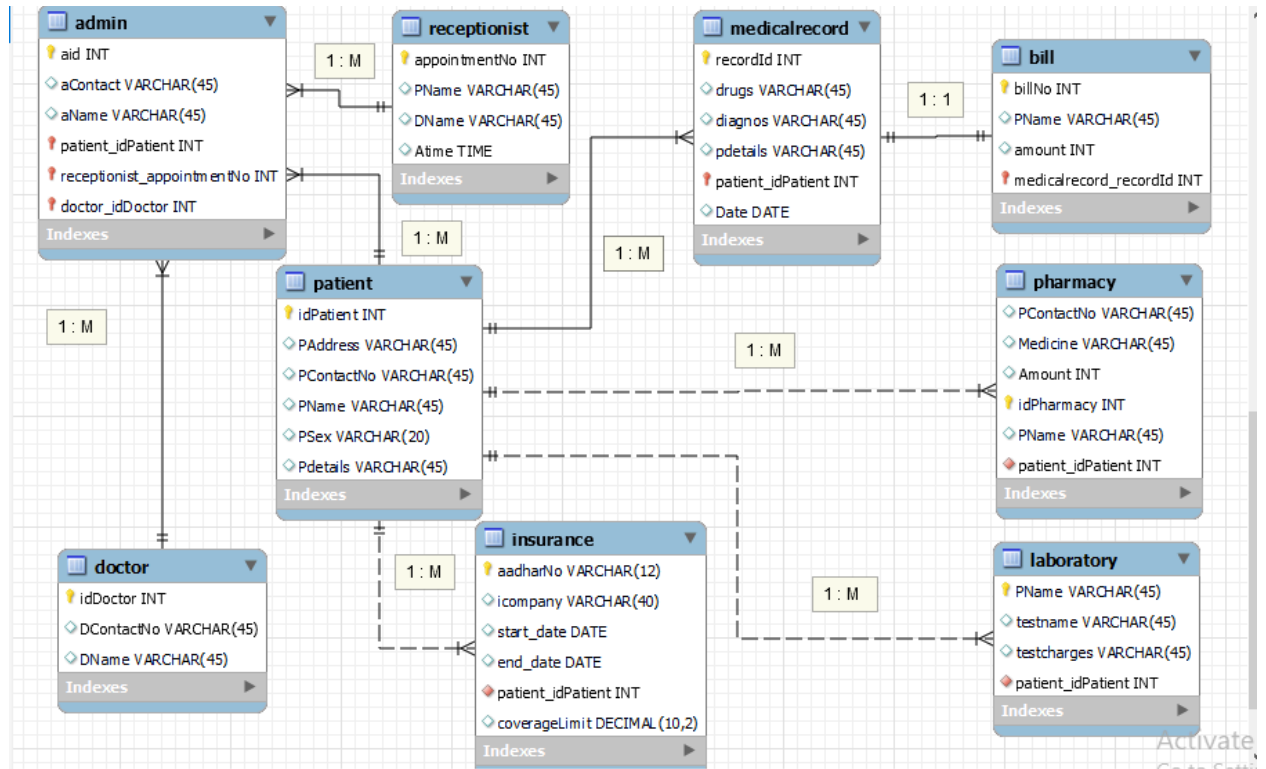 admin
aid INT
aContact VARCHAR(45)
aName VARCHAR(45)
patient_idPatient INT
receptionist_appointmentNo INT
doctor_idDoctor INT
Indexes
1 : M
receptionist
appointmentNo INT
PName VARCHAR(45)
DName VARCHAR(45)
Atime TIME
Indexes
medicalrecord
recordId INT
drugs VARCHAR(45)
diagnos VARCHAR(45)
pdetails VARCHAR(45)
patient_idPatient INT
Date DATE
Indexes
1 : 1
bill
billNo INT
PName VARCHAR(45)
amount INT
medicalrecord_recordId INT
Indexes
1 : M
1 : M
1 : M
patient
idPatient INT
PAddress VARCHAR(45)
PContactNo VARCHAR(45)
PName VARCHAR(45)
PSex VARCHAR(20)
Pdetails VARCHAR(45)
Indexes
1 : M
pharmacy
PContactNo VARCHAR(45)
Medicine VARCHAR(45)
Amount INT
idPharmacy INT
PName VARCHAR(45)
patient_idPatient INT
Indexes
doctor
idDoctor INT
DContactNo VARCHAR(45)
DName VARCHAR(45)
Indexes
1 : M
insurance
aadharNo VARCHAR(12)
icompany VARCHAR(40)
start_date DATE
end_date DATE
patient_idPatient INT
coverageLimit DECIMAL(10,2)
Indexes
1 : M
laboratory
PName VARCHAR(45)
testname VARCHAR(45)
testcharges VARCHAR(45)
patient_idPatient INT
Indexes
Activate